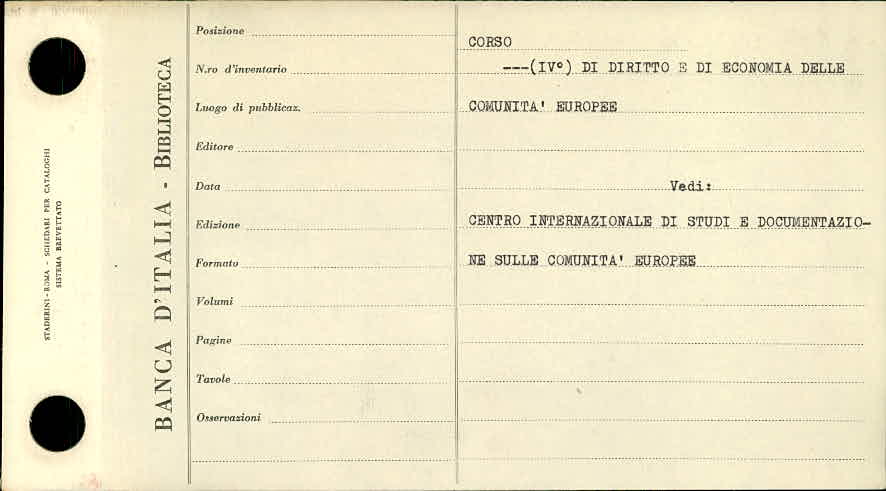 STADERINI - ROMA - SCHEDARI PER CATALOGHI
SISTEMA BREVETTATO
BANCA D'ITALIA - BIBLIOTECA
Posizione
N.ro d'inventario
Luogo di pubblicaz.
Editore
Data
Edizione
Formato
Volumi
Pagine
Tavole
Osservazioni
CORSO
---(IV°) DI DIRITTO E DI ECONOMIA DELLE
COMUNITA' EUROPEE
Vedi:
CENTRO INTERNAZIONALE DI STUDI E DOCUMENTAZIO-
NE SULLE COMUNITA' EUROPEE